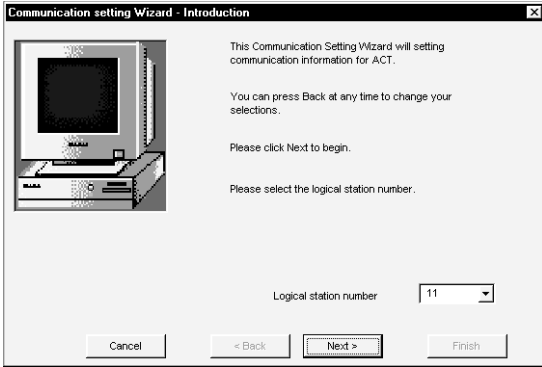 Communication setting Wizard - Introduction
This Communication Setting Wizard will setting
communication information for ACT.
You can press Back at any time to change your
selections.
Please click Next to begin.
Please select the logical station number.
Logical station number
11
Cancel
< Back
Next >
Finish